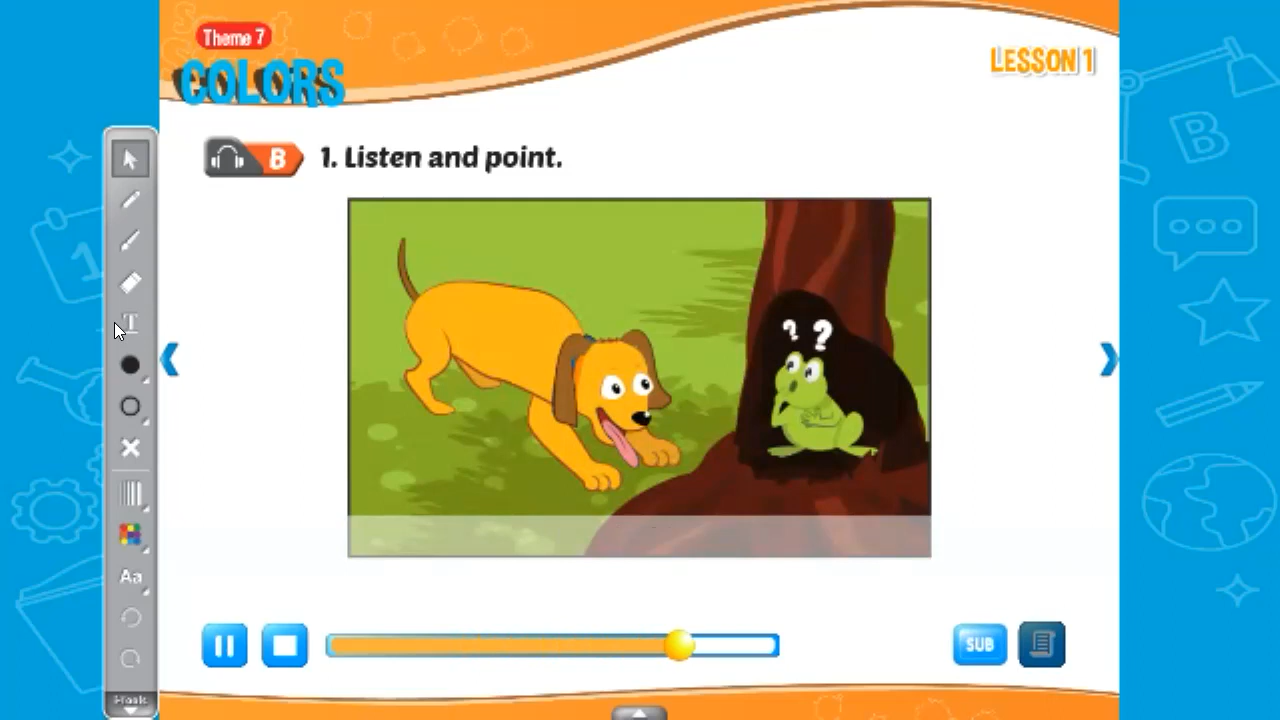 Theme 7
COLORS
LESSON 1
B
1. Listen and point.
? ?
T
Aa
SUB